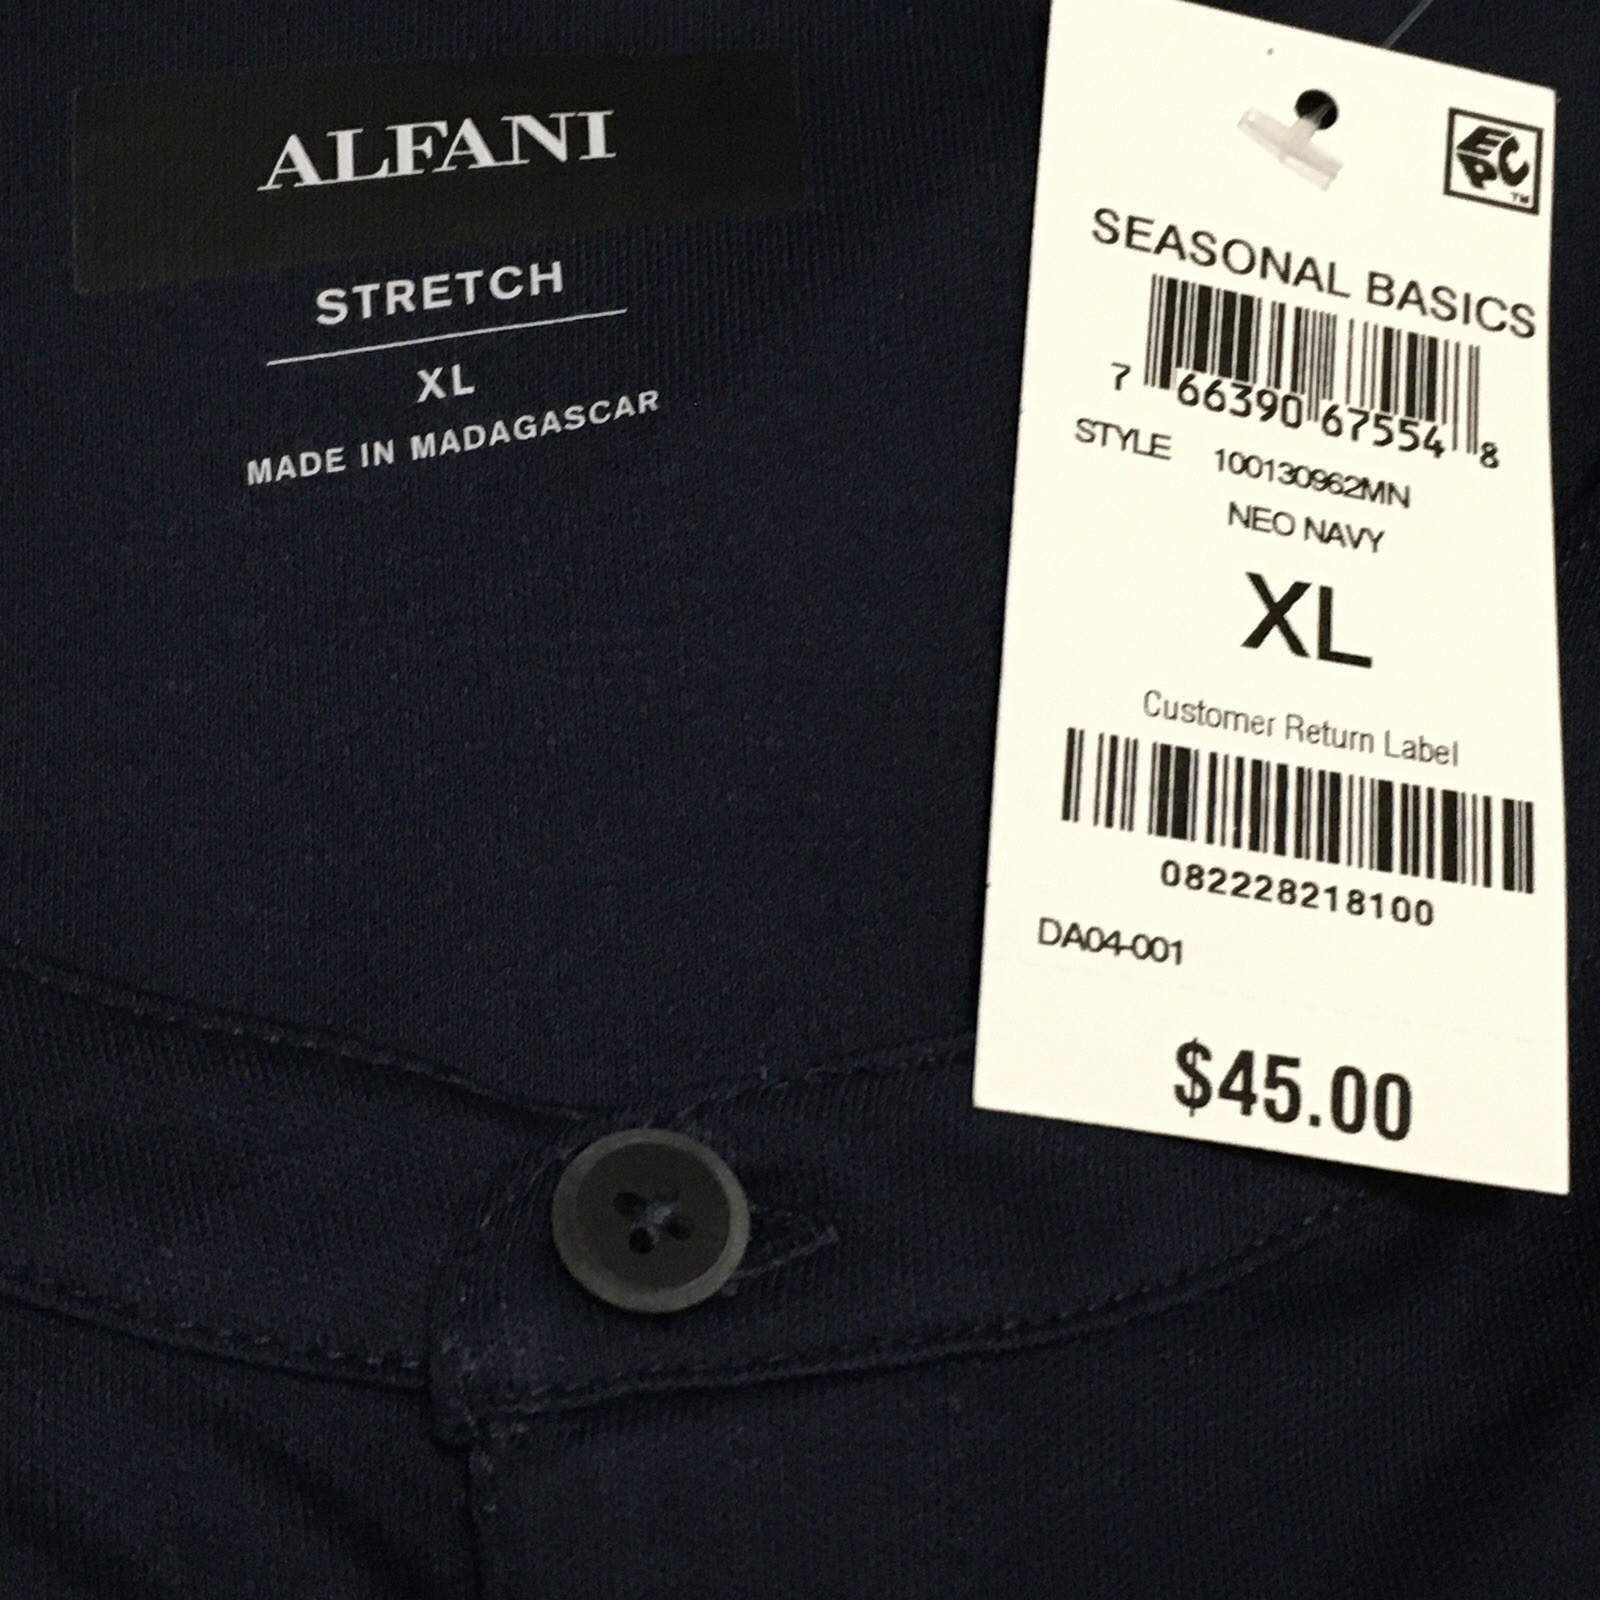 ALFANI
STRETCH
XL
MADE IN MADAGASCAR
EPC
TM
SEASONAL BASICS
7 66390 67554 8
STYLE 100130962MN
NEO NAVY
XL
Customer Return Label
082228218100
DA04-001
$45.00